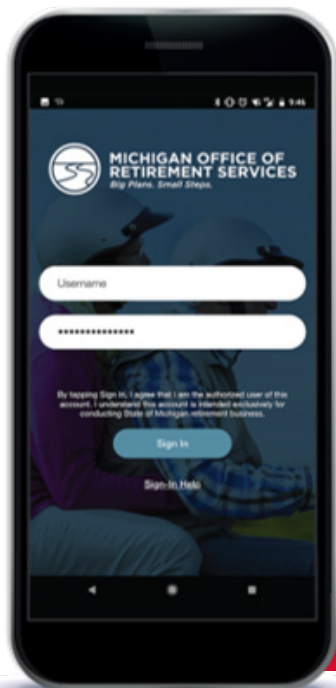 9:46
MICHIGAN OFFICE OF
RETIREMENT SERVICES
Big Plans. Small Steps.
Username
••••••••••••••
By tapping Sign In, I agree that I am the authorized user of this
account. I understand this account is intended exclusively for
conducting State of Michigan retirement business.
Sign In
Sign-In Help